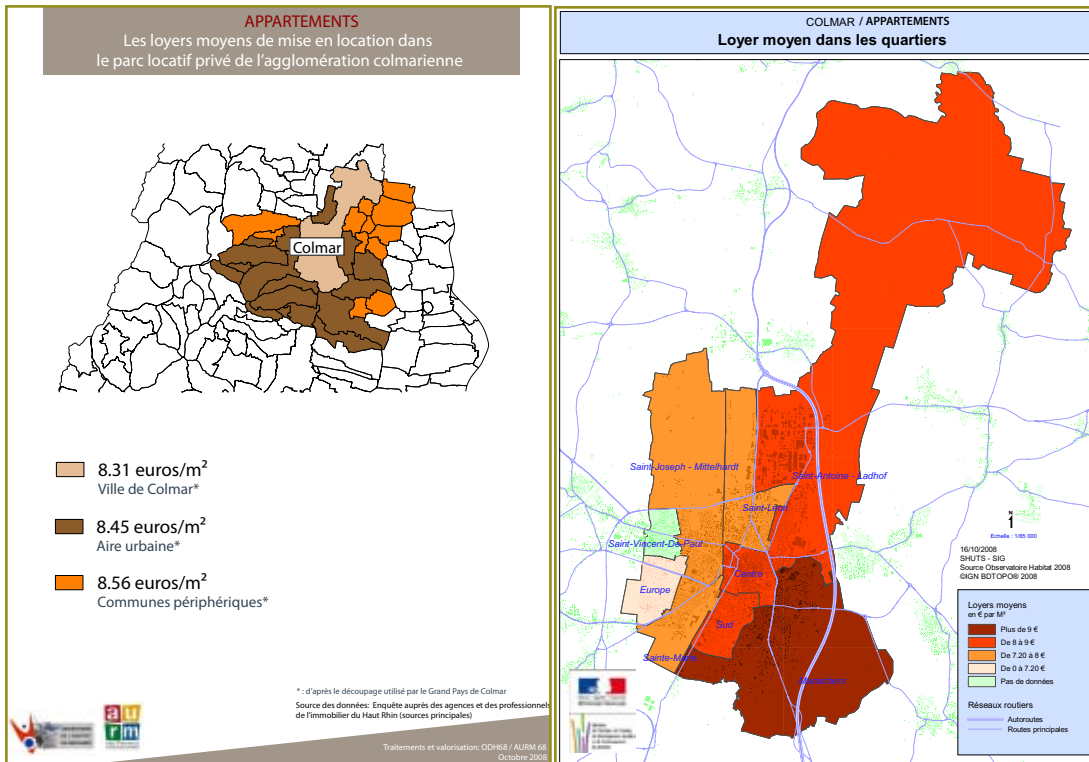 APPARTEMENTS
Les loyers moyens de mise en location dans
le parc locatif privé de l'agglomération colmarienne
Colmar
8.31 euros/m²
Ville de Colmar*
8.45 euros/m²
Aire urbaine*
8.56 euros/m²
Communes périphériques*
* : d'après le découpage utilisé par le Grand Pays de Colmar
Source des données: Enquête auprès des agences et des professionnels
de l'immobilier du Haut Rhin (sources principales)
aurm
Traitements et valorisation: ODH68 / AURM 68
Octobre 2008
COLMAR / APPARTEMENTS
Loyer moyen dans les quartiers
Saint-Joseph - Mittelhardt
Saint-Antoine - Ladhof
Saint-Léon
Saint-Vincent-De-Paul
Centre
Europe
Sud
Sainte-Marie
N
Echelle : 1/65 000
16/10/2008
SHUTS - SIG
Source Observatoire Habitat 2008
©IGN BDTOPO® 2008
Loyers moyens
en € par M²
Plus de 9 €
De 8 à 9 €
De 7.20 à 8 €
De 0 à 7.20 €
Pas de données
Réseaux routiers
Autoroutes
Routes principales